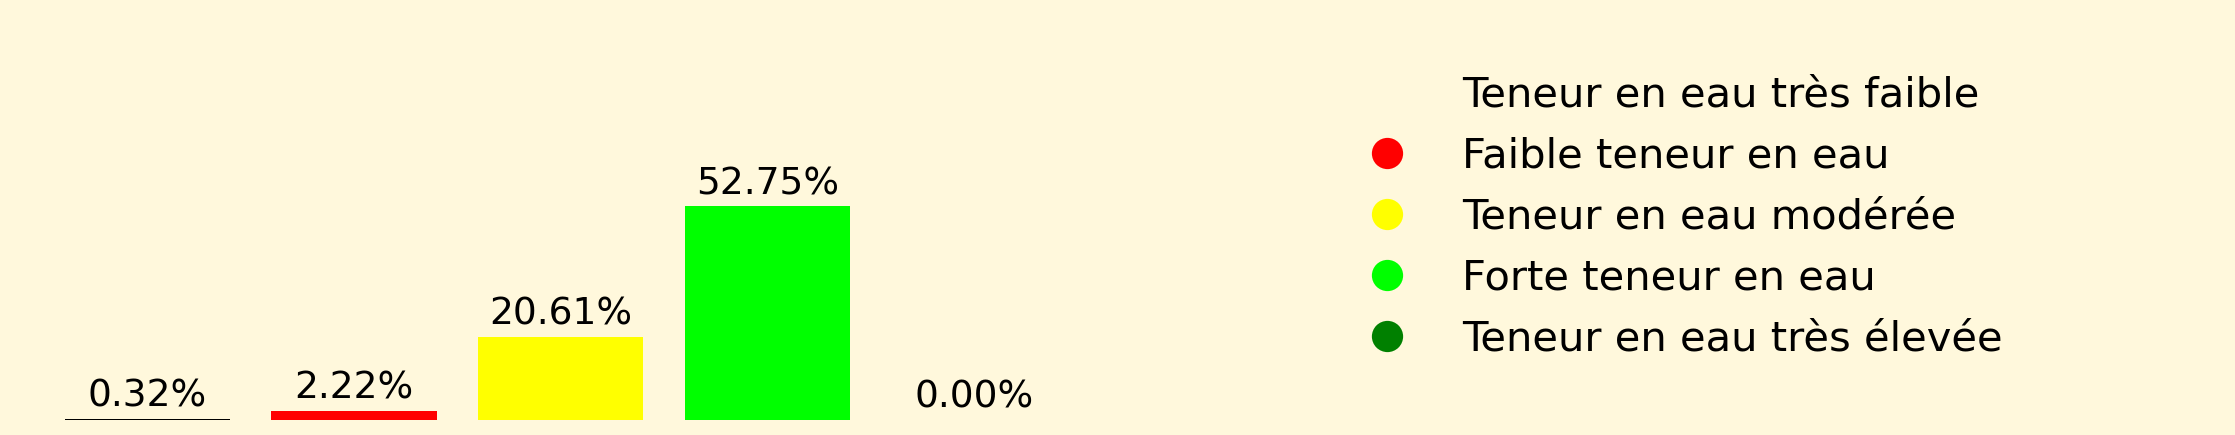 0.32%
2.22%
20.61%
52.75%
0.00%
Teneur en eau très faible
Faible teneur en eau
Teneur en eau modérée
Forte teneur en eau
Teneur en eau très élevée